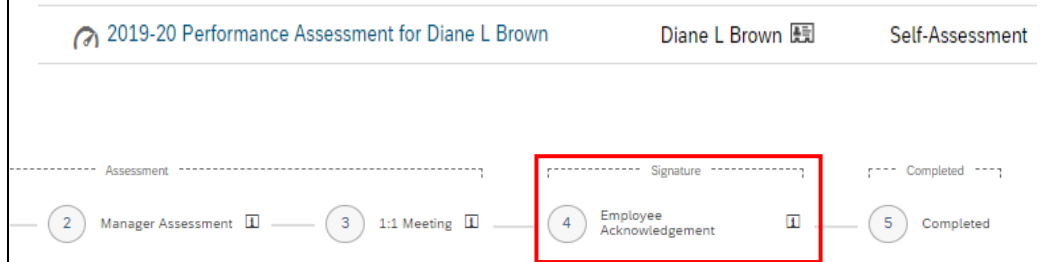 2019-20 Performance Assessment for Diane L Brown Diane L Brown Self-Assessment
Assessment Signature Completed
2 Manager Assessment 3 1:1 Meeting 4 Employee Acknowledgement 5 Completed